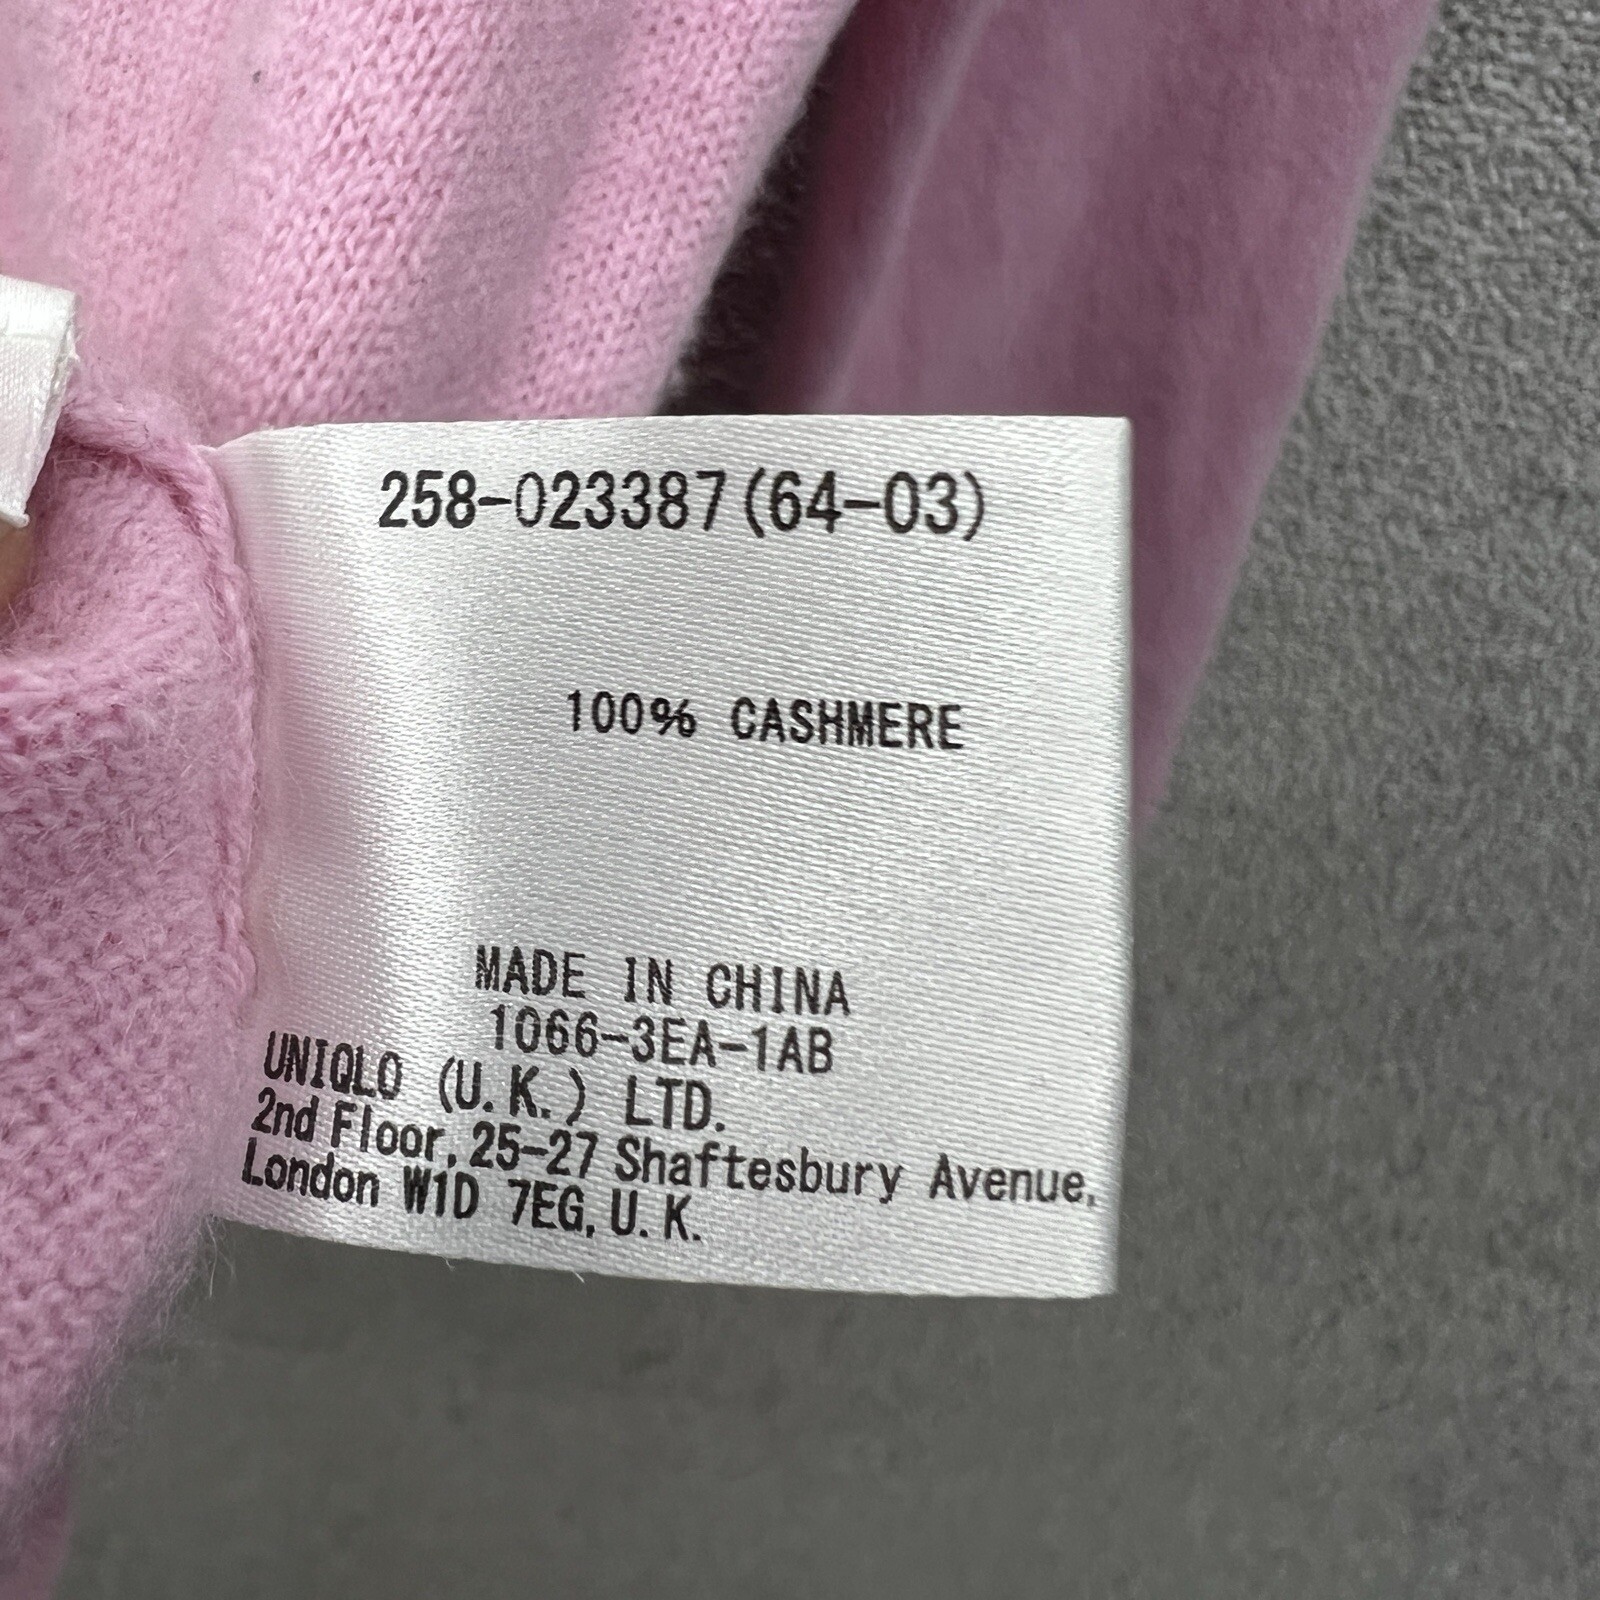 258-023387(64-03)
100% CASHMERE
MADE IN CHINA
1066-3EA-1AB
UNIQLO (U.K.) LTD.
2nd Floor, 25-27 Shaftesbury Avenue,
London W1D 7EG, U.K.